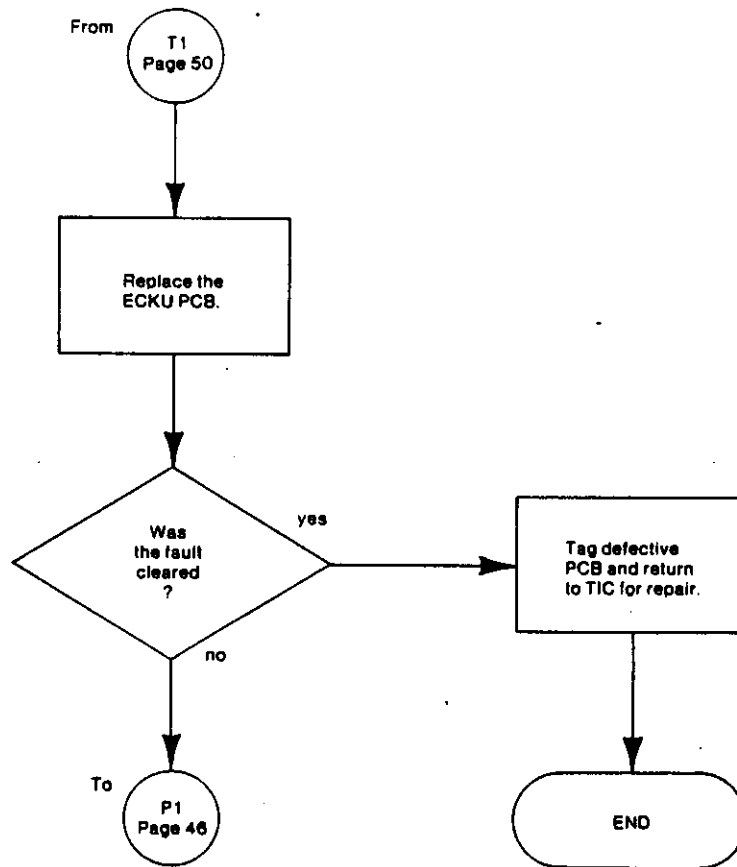 From
T1
Page 50
Replace the
ECKU PCB.
Was
the fault
cleared
?
yes
Tag defective
PCB and return
to TIC for repair.
no
To
P1
Page 46
END